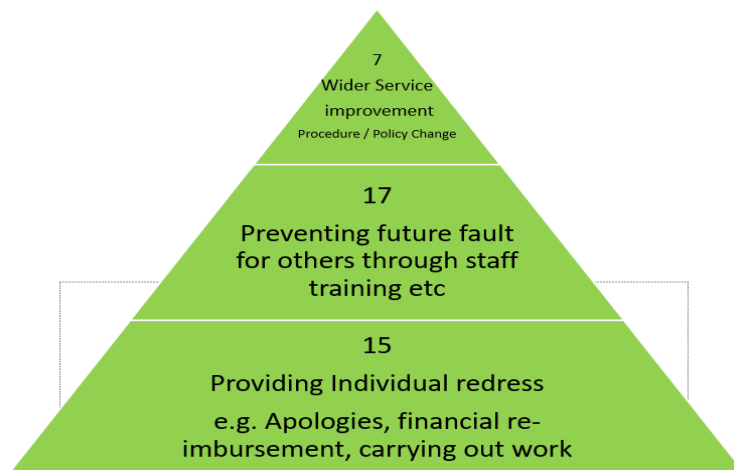 7
Wider Service
improvement
Procedure / Policy Change
17
Preventing future fault
for others through staff
training etc
15
Providing Individual redress
e.g. Apologies, financial re-
imbursement, carrying out work